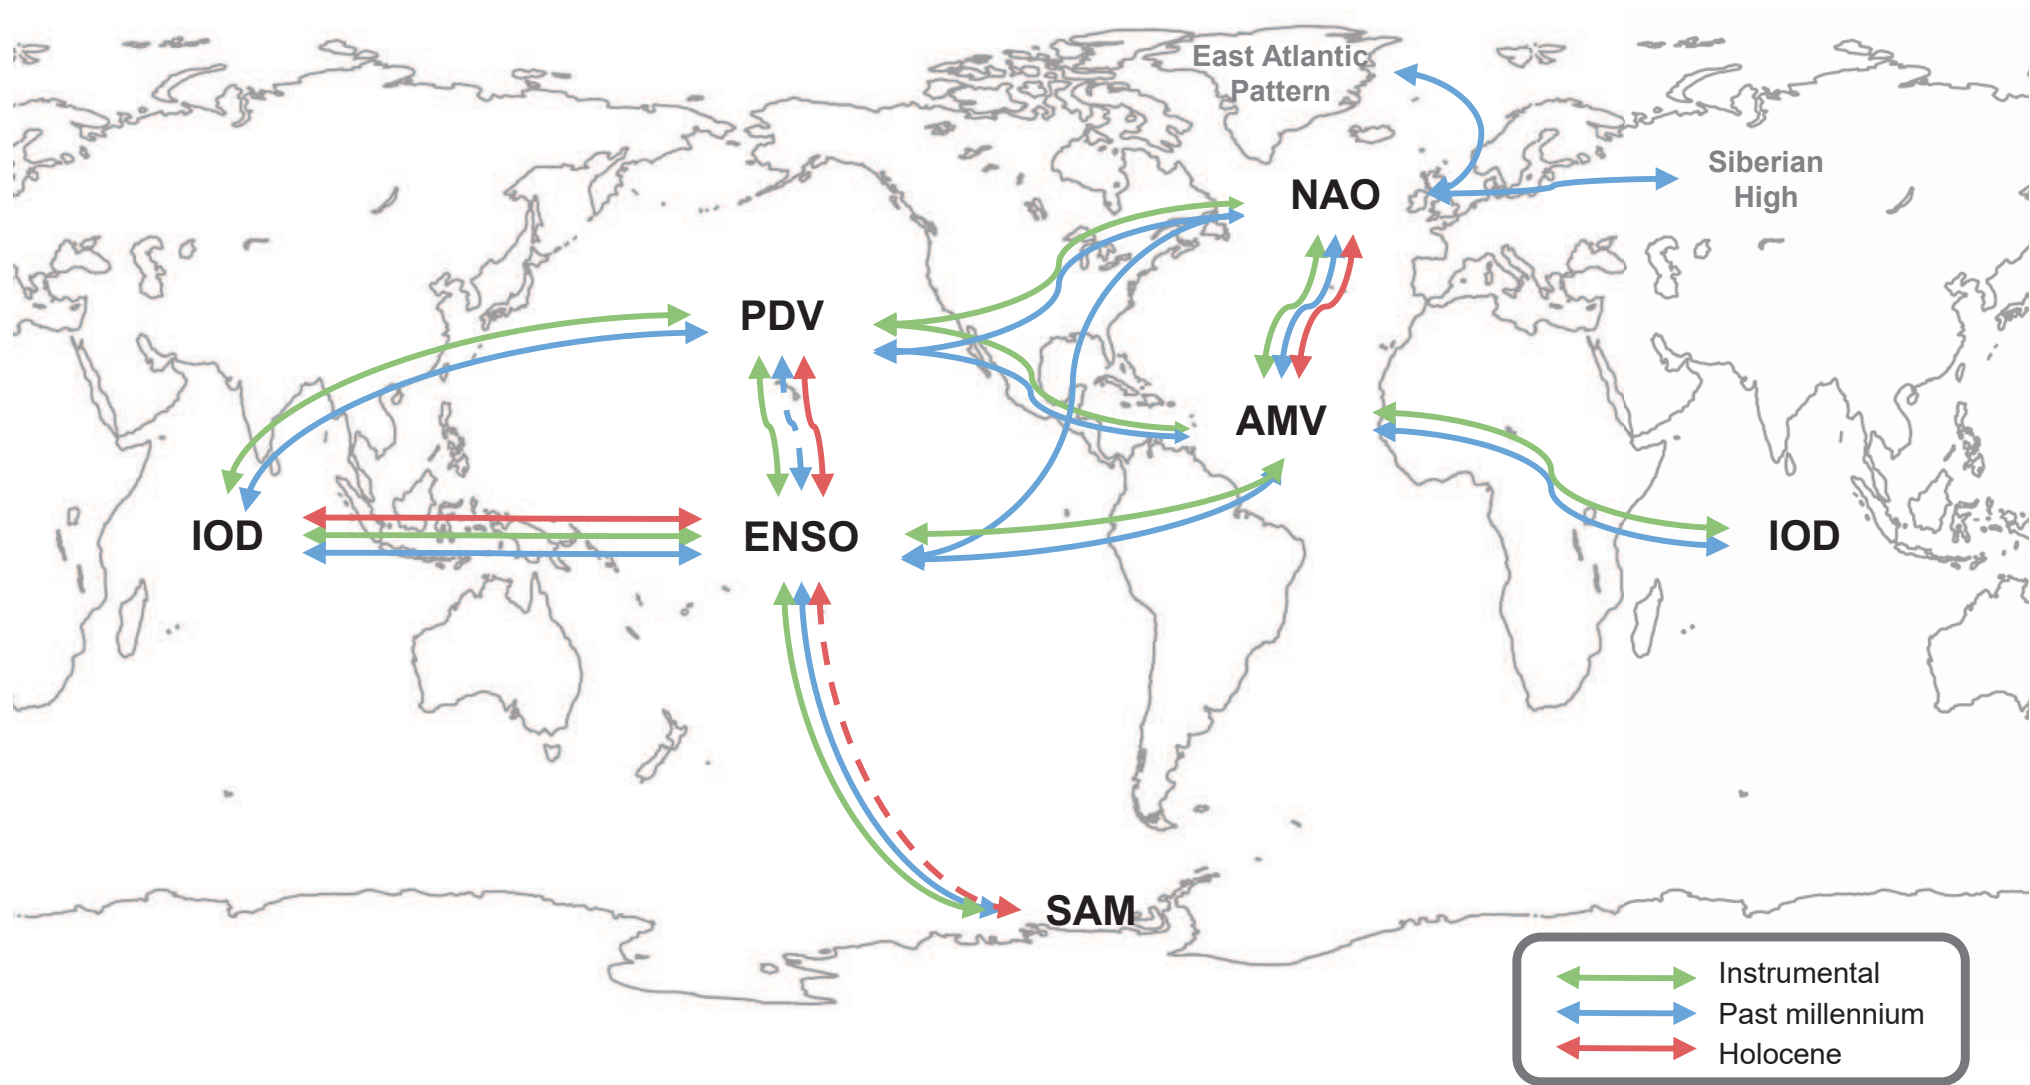 East Atlantic
Pattern
Siberian
High
NAO
PDV
AMV
IOD
ENSO
IOD
SAM
Instrumental
Past millennium
Holocene